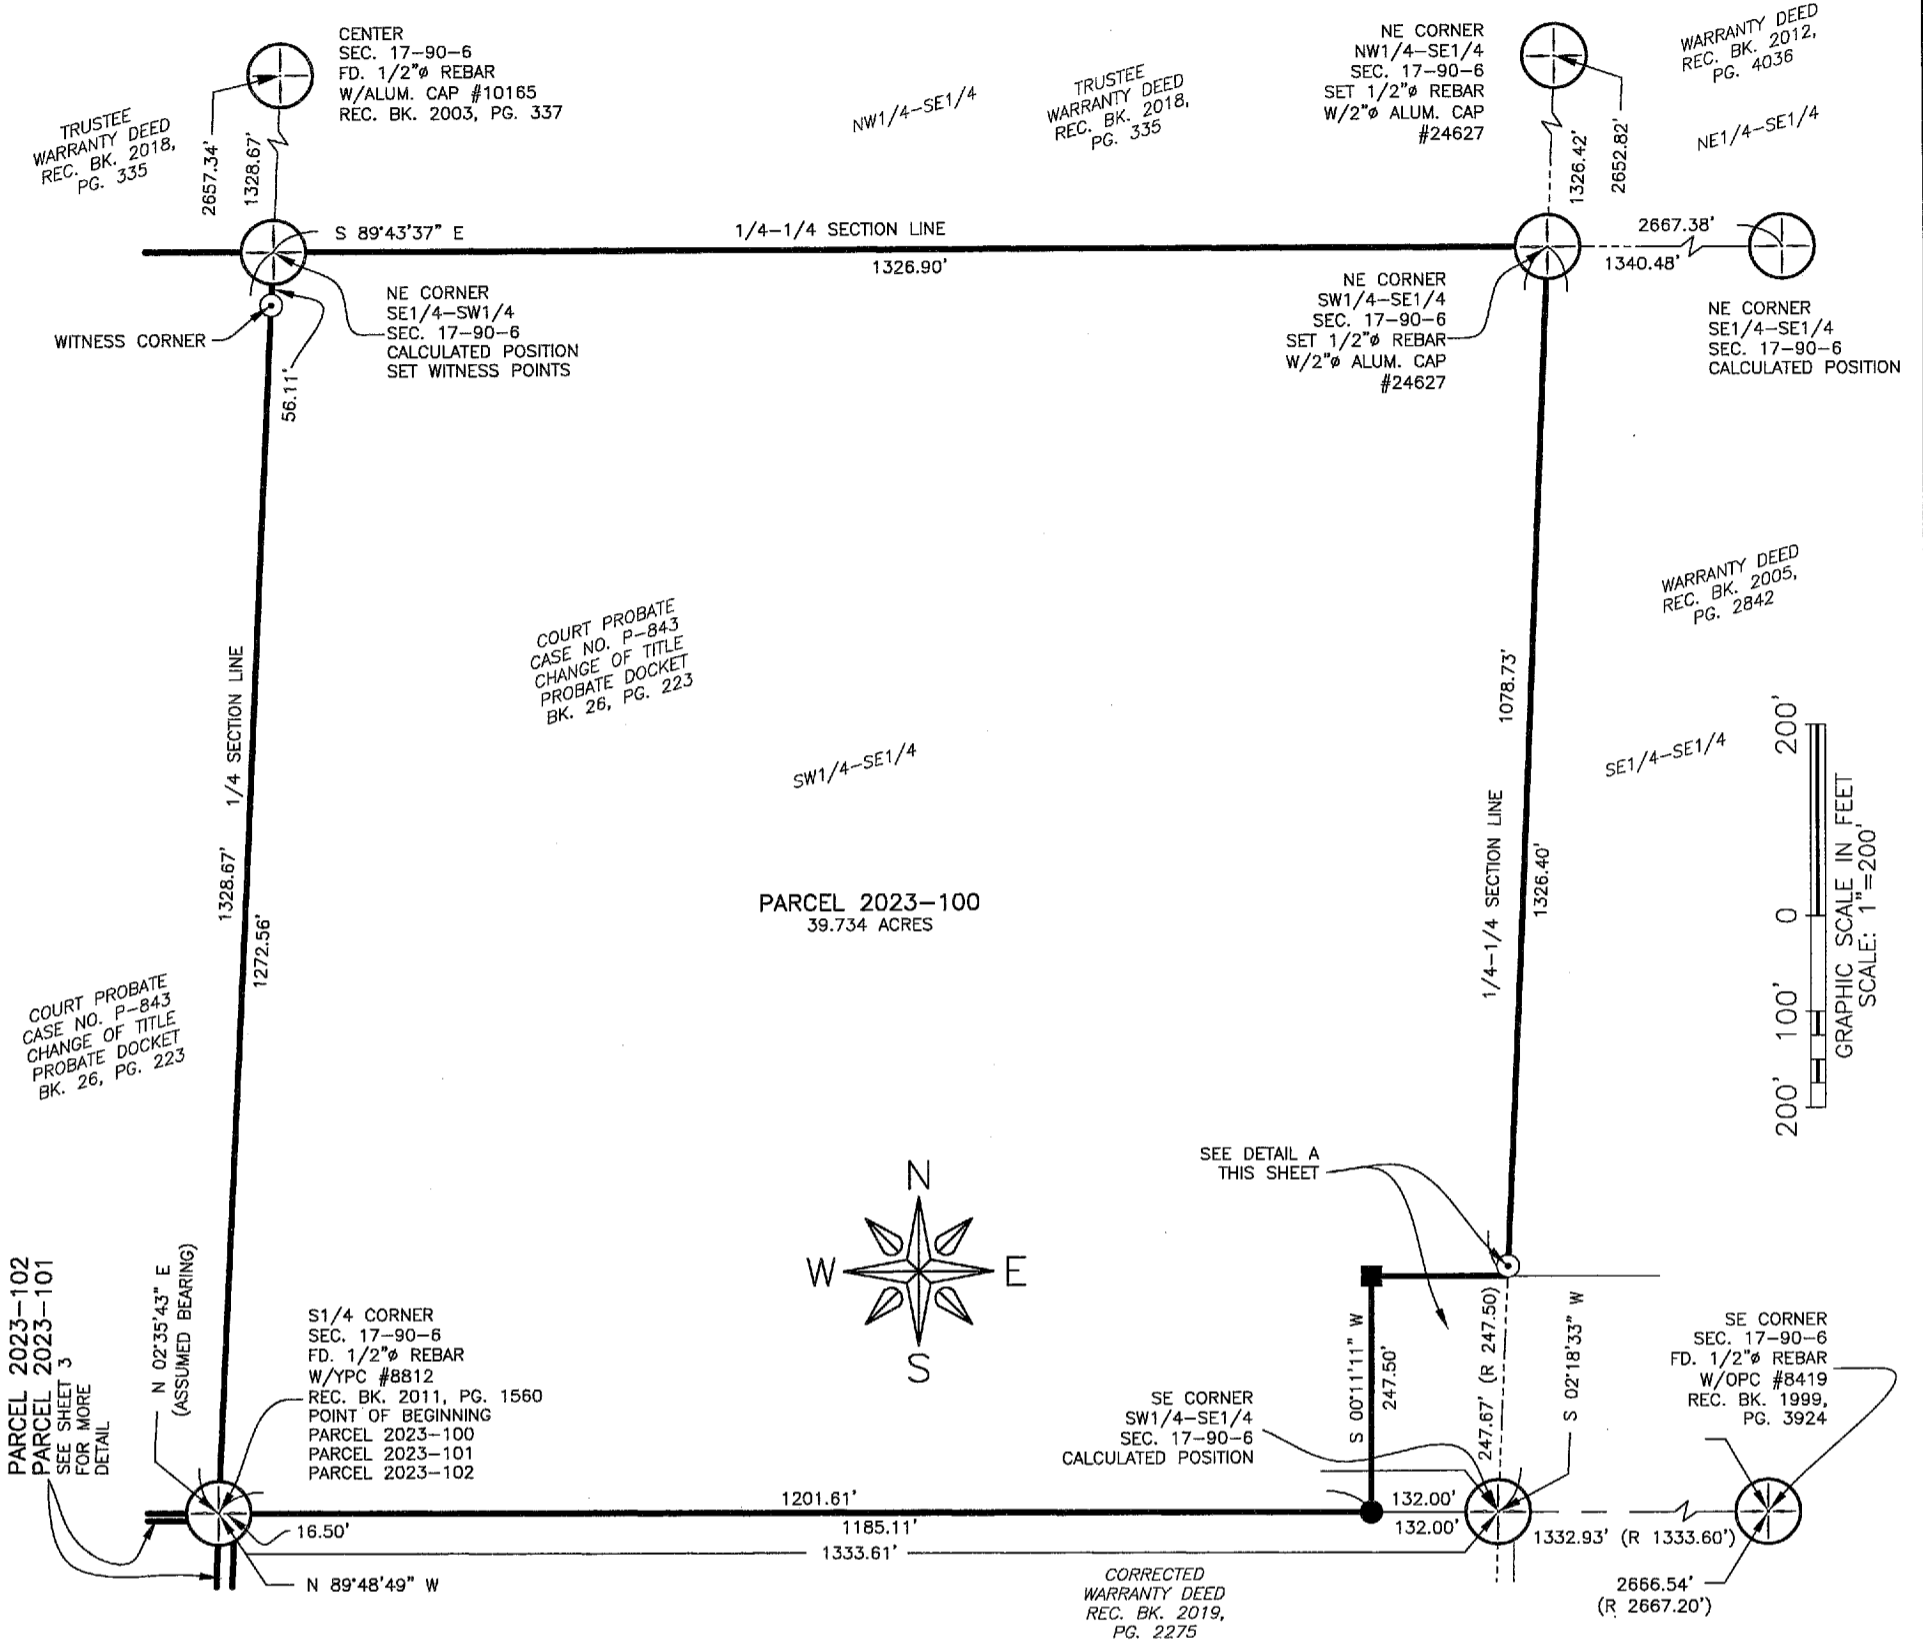 CENTER
SEC. 17-90-6
FD. 1/2"ø REBAR
W/ALUM. CAP #10165
REC. BK. 2003, PG. 337
NE CORNER
NW1/4-SE1/4
SEC. 17-90-6
SET 1/2"ø REBAR
W/2"ø ALUM. CAP
#24627
WARRANTY DEED
REC. BK. 2012,
PG. 4036
TRUSTEE
WARRANTY DEED
REC. BK. 2018,
PG. 335
2657.34'
1328.67'
NW1/4-SE1/4
TRUSTEE
WARRANTY DEED
REC. BK. 2018,
PG. 335
1326.42'
2652.82'
NE1/4-SE1/4
S 89°43'37" E
1/4-1/4 SECTION LINE
1326.90'
2667.38'
1340.48'
WITNESS CORNER
56.11'
NE CORNER
SE1/4-SW1/4
SEC. 17-90-6
CALCULATED POSITION
SET WITNESS POINTS
NE CORNER
SW1/4-SE1/4
SEC. 17-90-6
SET 1/2"ø REBAR
W/2"ø ALUM. CAP
#24627
NE CORNER
SE1/4-SE1/4
SEC. 17-90-6
CALCULATED POSITION
WARRANTY DEED
REC. BK. 2005,
PG. 2842
COURT PROBATE
CASE NO. P-843
CHANGE OF TITLE
PROBATE DOCKET
BK. 26, PG. 223
1/4 SECTION LINE
1328.67'
1272.56'
SW1/4-SE1/4
1078.73'
1/4-1/4 SECTION LINE
1326.40'
SE1/4-SE1/4
PARCEL 2023-100
39.734 ACRES
200'
0
100'
200'
GRAPHIC SCALE IN FEET
SCALE: 1"=200'
COURT PROBATE
CASE NO. P-843
CHANGE OF TITLE
PROBATE DOCKET
BK. 26, PG. 223
SEE DETAIL A
THIS SHEET
N
W
E
S
PARCEL 2023-102
PARCEL 2023-101
SEE SHEET 3
FOR MORE
DETAIL
N 02°35'43" E
(ASSUMED BEARING)
S1/4 CORNER
SEC. 17-90-6
FD. 1/2"ø REBAR
W/YPC #8812
REC. BK. 2011, PG. 1560
POINT OF BEGINNING
PARCEL 2023-100
PARCEL 2023-101
PARCEL 2023-102
S 00°11'11" W
247.50'
247.67' (R 247.50)
S 02°18'33" W
SE CORNER
SW1/4-SE1/4
SEC. 17-90-6
CALCULATED POSITION
SE CORNER
SEC. 17-90-6
FD. 1/2"ø REBAR
W/OPC #8419
REC. BK. 1999,
PG. 3924
1201.61'
132.00'
16.50'
1185.11'
132.00'
1333.61'
1332.93' (R 1333.60')
N 89°48'49" W
2666.54'
(R 2667.20')
CORRECTED
WARRANTY DEED
REC. BK. 2019,
PG. 2275